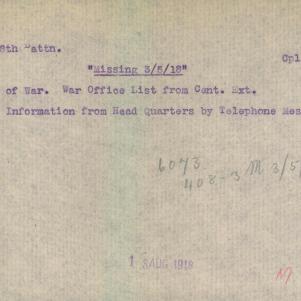 8th Battn.
Cpl
"Missing 3/5/18"
of War. War Office List from Cent. Ext.
Information from Head Quarters by Telephone Mes
6073
408-3 M 3/5/
1 AUG 1918